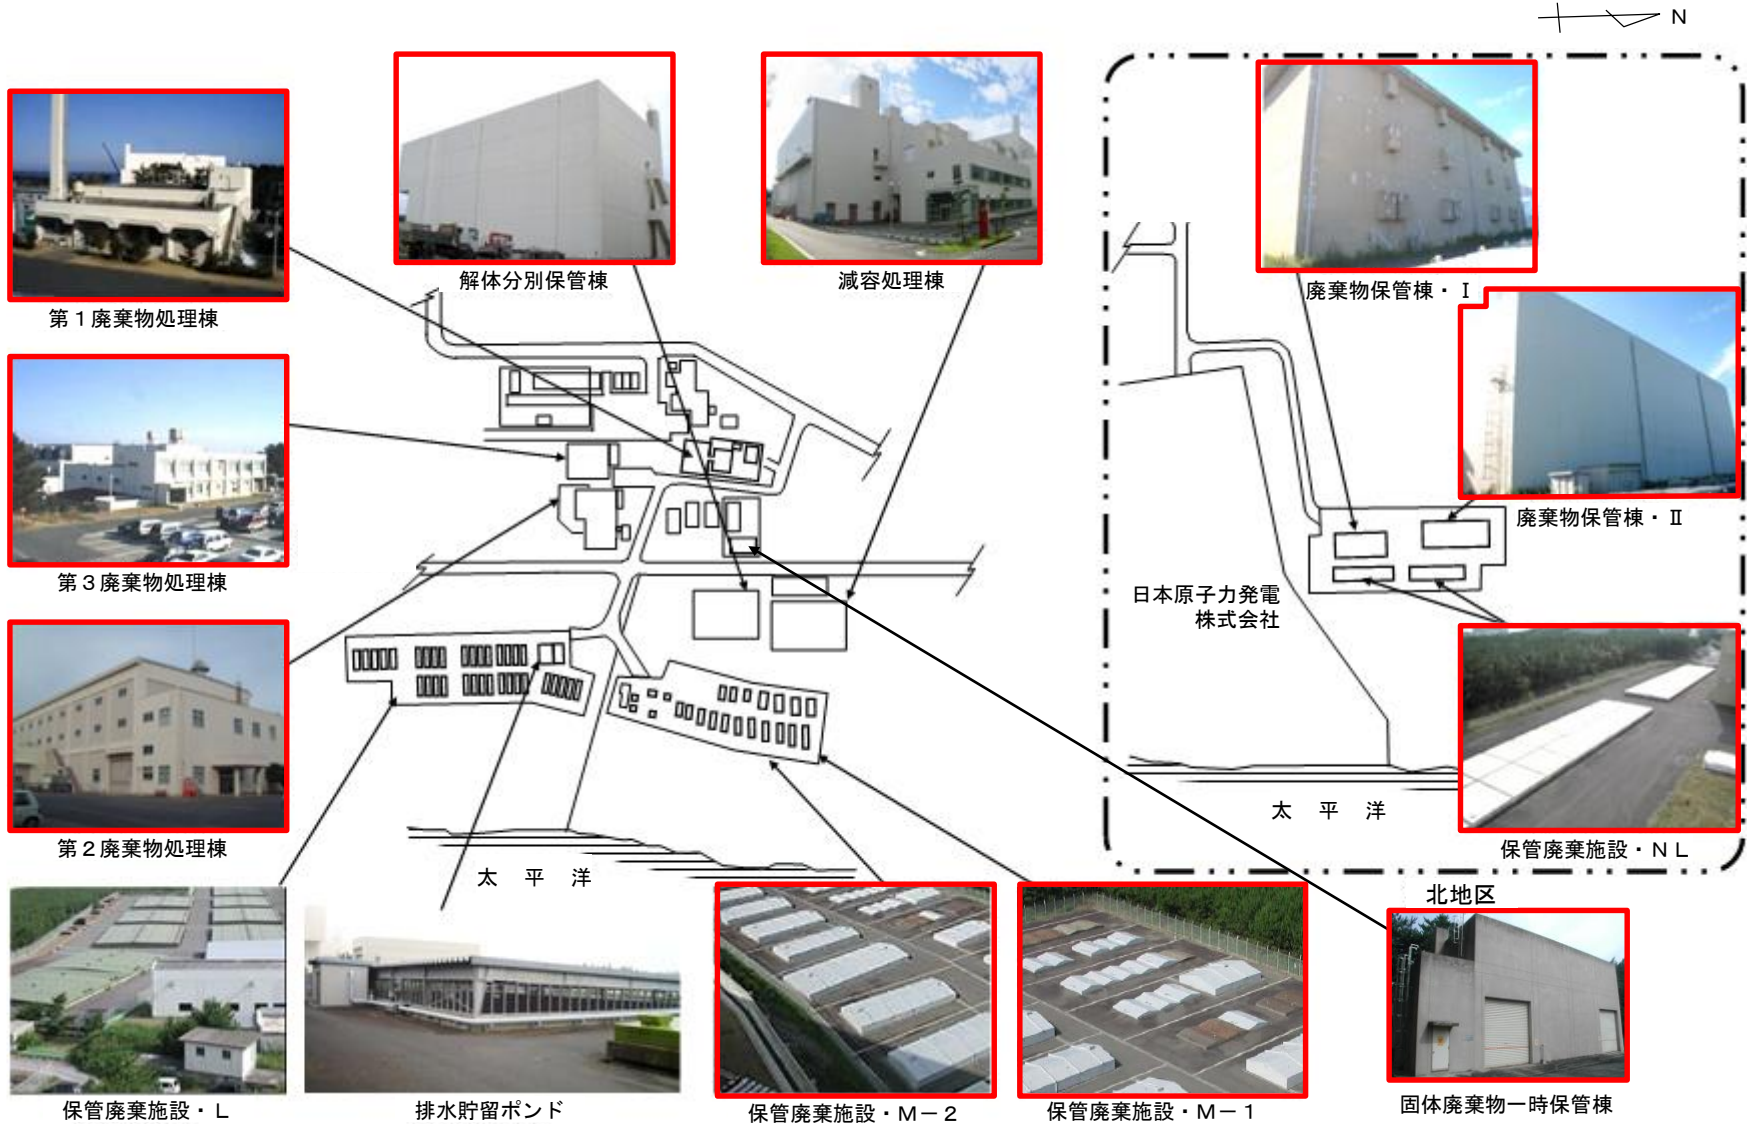 N
解体分別保管棟
減容処理棟
廃棄物保管棟・Ⅰ
第１廃棄物処理棟
廃棄物保管棟・Ⅱ
第３廃棄物処理棟
日本原子力発電
株式会社
太 平 洋
第２廃棄物処理棟
保管廃棄施設・ＮＬ
太 平 洋
北地区
保管廃棄施設・Ｌ
排水貯留ポンド
保管廃棄施設・Ｍ－２
保管廃棄施設・Ｍ－１
固体廃棄物一時保管棟